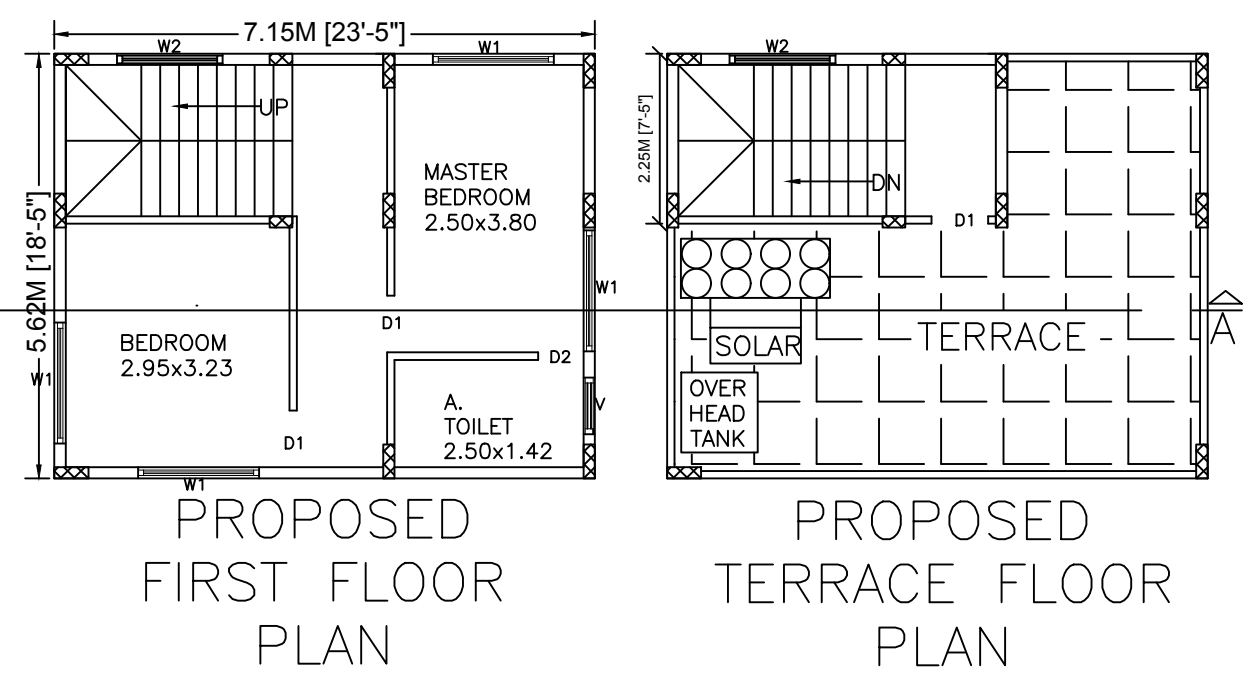 7.15M [23'-5"]
W2
W1
UP
MASTER
BEDROOM
2.50x3.80
5.62M [18'-5"]
W1
D1
BEDROOM
2.95x3.23
D2
W1
A.
TOILET
2.50x1.42
V
D1
W1
PROPOSED
FIRST FLOOR
PLAN
W2
2.25M [7'-5"]
DN
D1
SOLAR
TERRACE
A
OVER
HEAD
TANK
PROPOSED
TERRACE FLOOR
PLAN